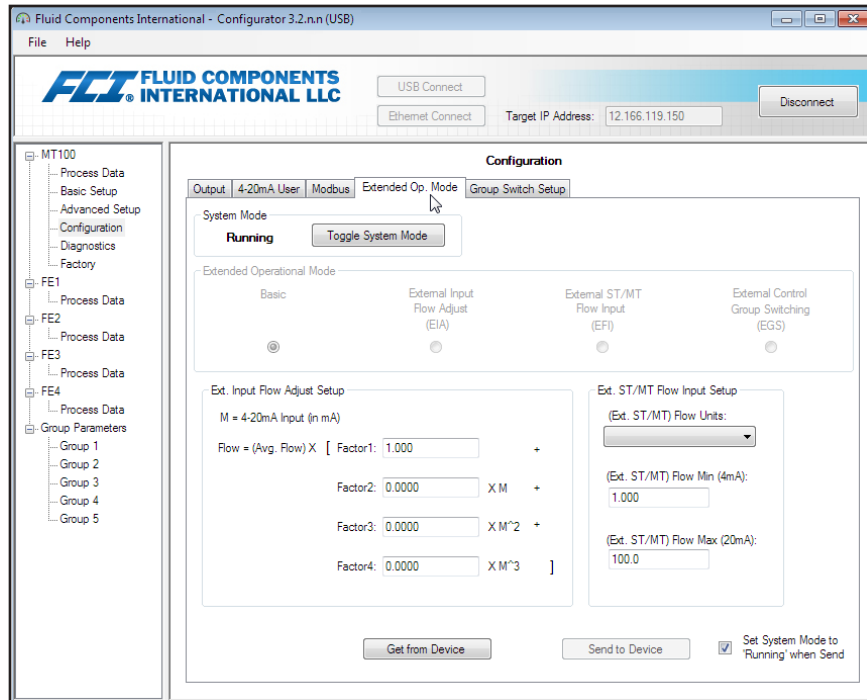 Fluid Components International - Configurator 3.2.n.n (USB)
File Help
FCI FLUID COMPONENTS
® INTERNATIONAL LLC
USB Connect
Ethernet Connect
Target IP Address: 12.166.119.150
Disconnect
MT100
Process Data
Basic Setup
Advanced Setup
Configuration
Diagnostics
Factory
FE1
Process Data
FE2
Process Data
FE3
Process Data
FE4
Process Data
Group Parameters
Group 1
Group 2
Group 3
Group 4
Group 5
Configuration
Output 4-20mA User Modbus Extended Op. Mode Group Switch Setup
System Mode
Running Toggle System Mode
Extended Operational Mode
Basic
External Input
Flow Adjust
(EIA)
External ST/MT
Flow Input
(EFI)
External Control
Group Switching
(EGS)
Ext. Input Flow Adjust Setup
M = 4-20mA Input (in mA)
Flow = (Avg. Flow) X [ Factor1: 1.000 +
Factor2: 0.0000 X M +
Factor3: 0.0000 X M^2 +
Factor4: 0.0000 X M^3 ]
Ext. ST/MT Flow Input Setup
(Ext. ST/MT) Flow Units:
(Ext. ST/MT) Flow Min (4mA):
1.000
(Ext. ST/MT) Flow Max (20mA):
100.0
Get from Device
Send to Device
Set System Mode to
'Running' when Send